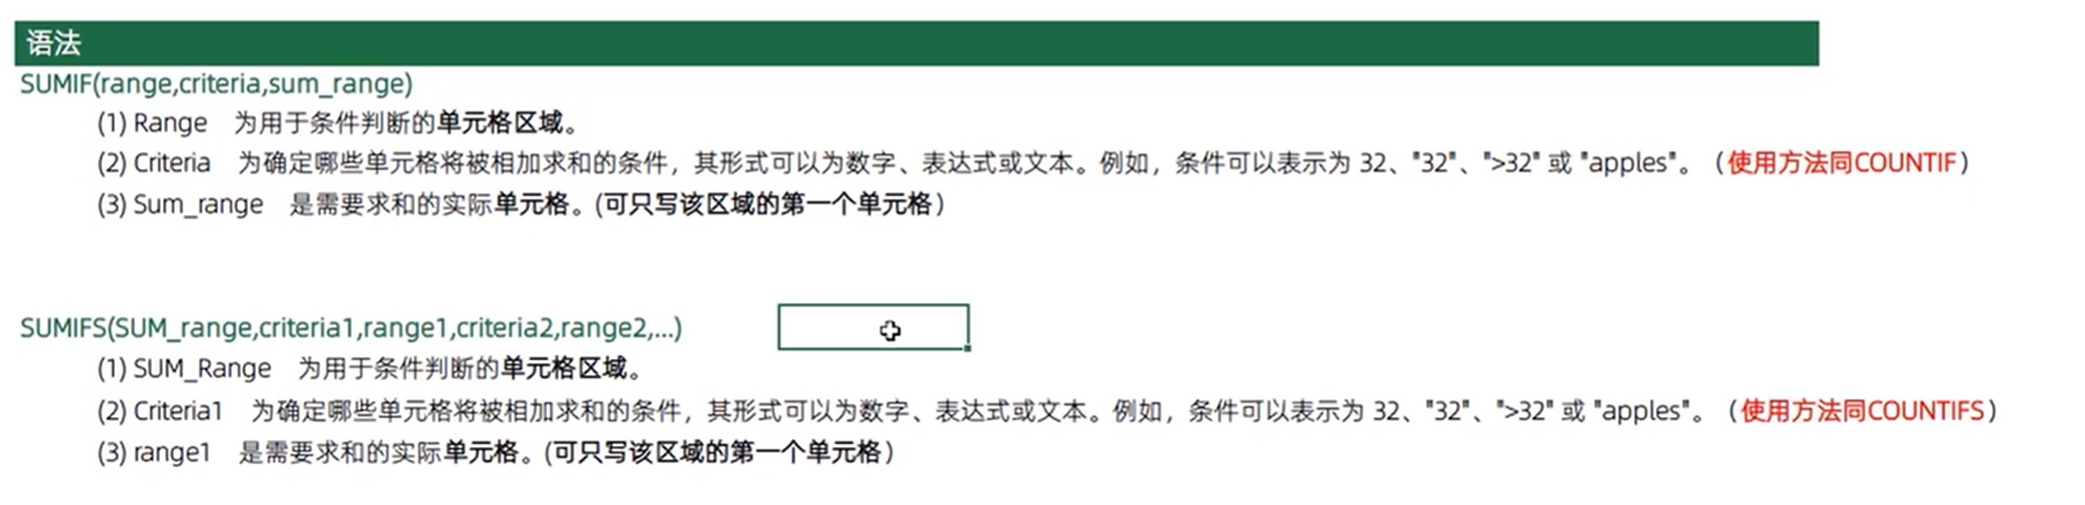 语法
SUMIF(range,criteria,sum_range)
(1) Range 为用于条件判断的单元格区域。
(2) Criteria 为确定哪些单元格将被相加求和的条件，其形式可以为数字、表达式或文本。例如，条件可以表示为 32、"32"、">32" 或 "apples"。（使用方法同COUNTIF）
(3) Sum_range 是需要求和的实际单元格。(可只写该区域的第一个单元格）
SUMIFS(SUM_range,criteria1,range1,criteria2,range2,...)
(1) SUM_Range 为用于条件判断的单元格区域。
(2) Criteria1 为确定哪些单元格将被相加求和的条件，其形式可以为数字、表达式或文本。例如，条件可以表示为 32、"32"、">32" 或 "apples"。（使用方法同COUNTIFS）
(3) range1 是需要求和的实际单元格。(可只写该区域的第一个单元格）